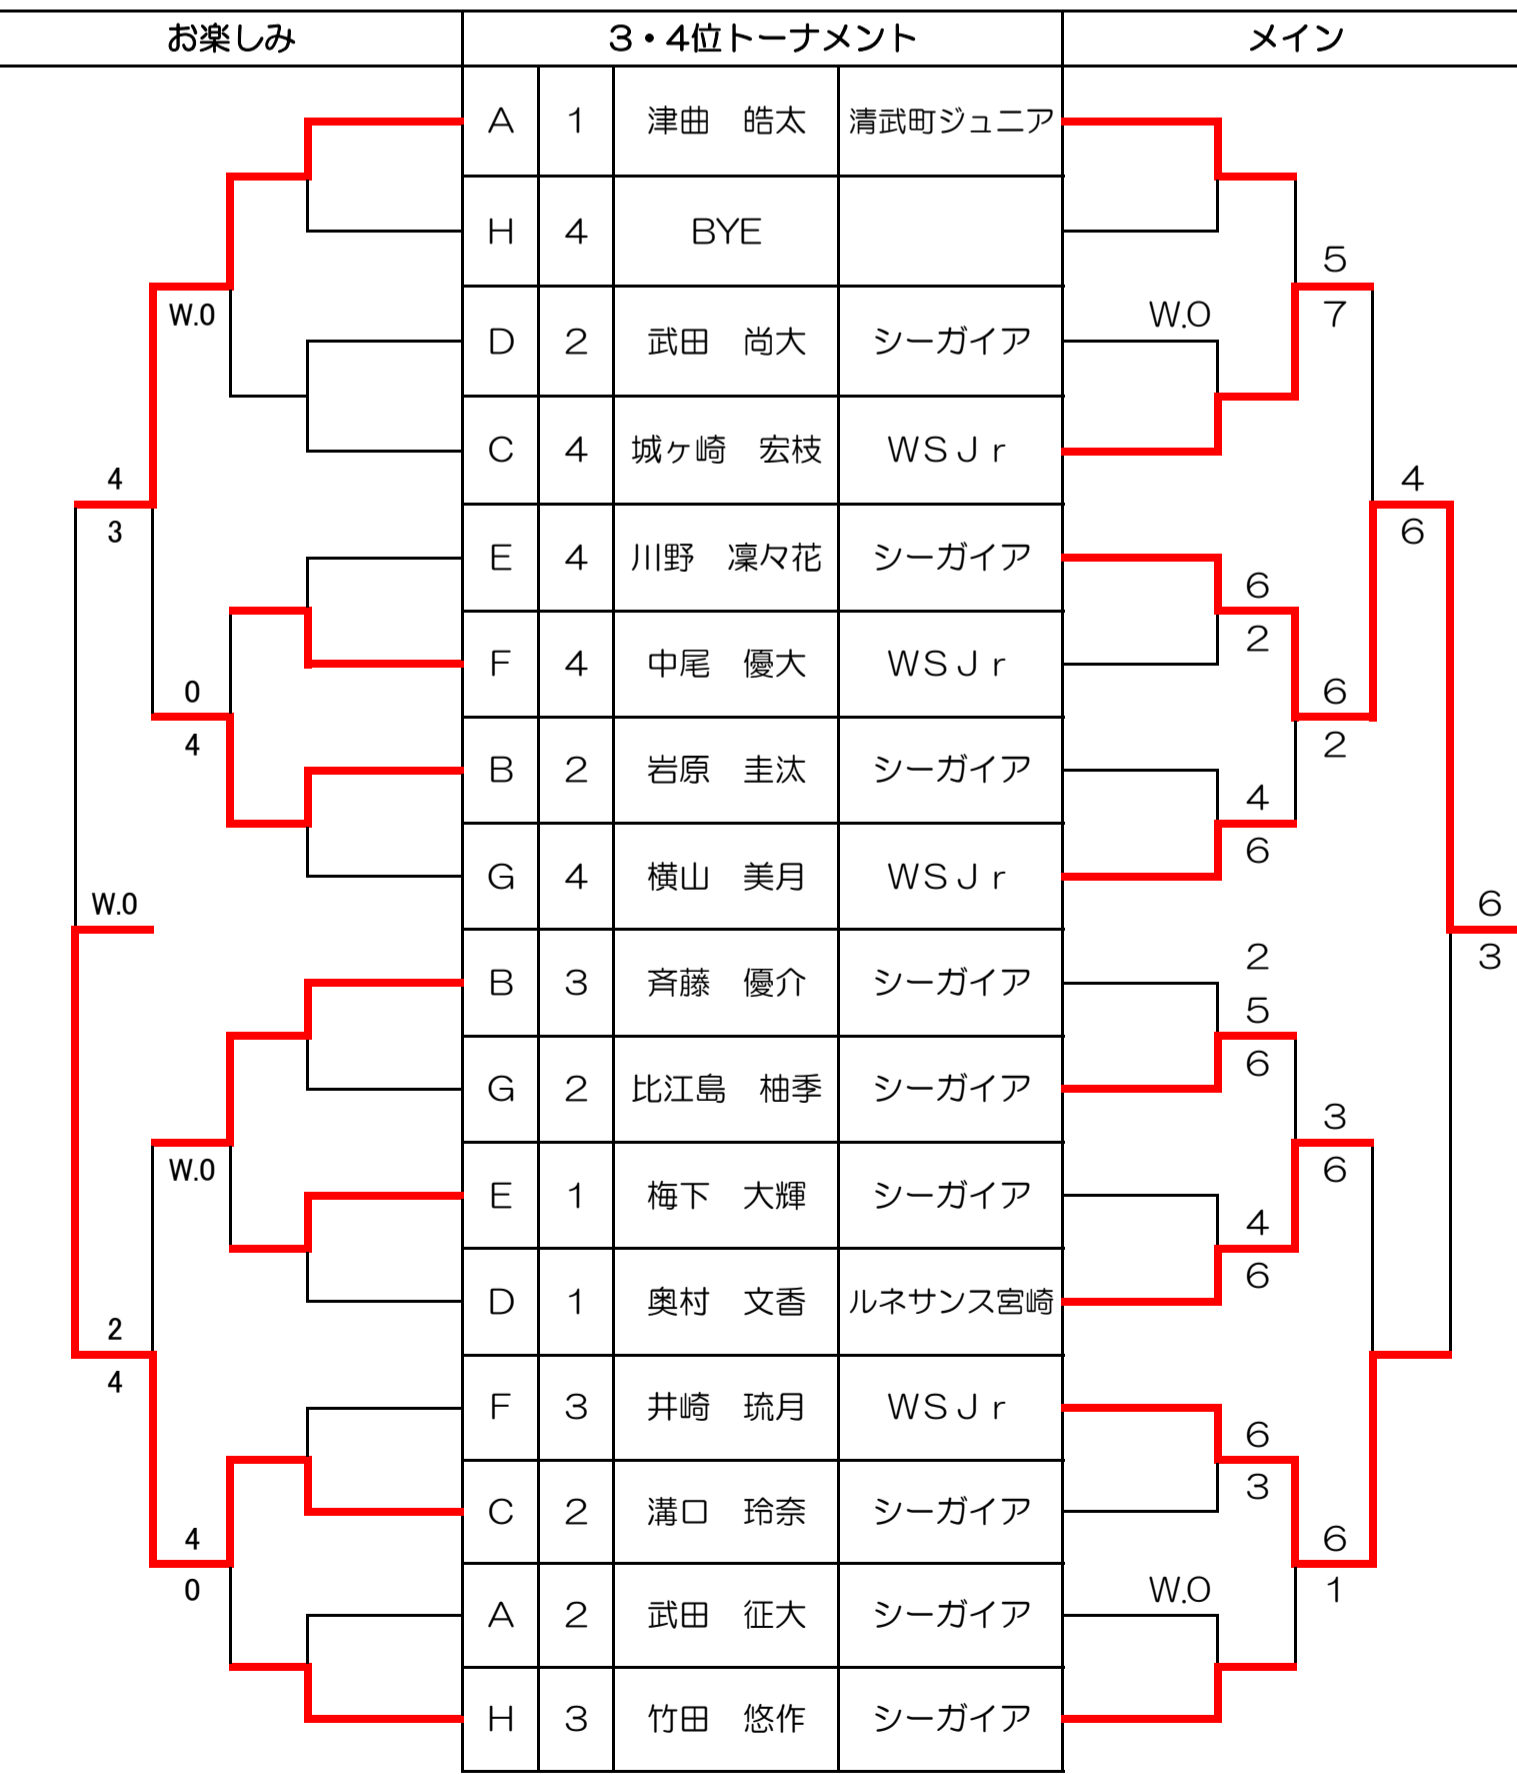 お楽しみ ３・４位トーナメント メイン
A 1 津曲　皓太 清武町ジュニア
H 4 BYE
5
W.0 D 2 武田　尚大 シーガイア W.O 7
C 4 城ヶ崎　宏枝 WSJr
4 4
3 E 4 川野　凜々花 シーガイア 6
6
F 4 中尾　優大 WSJr 2
0 6
4 B 2 岩原　圭汰 シーガイア 2
4
G 4 横山　美月 WSJr 6
W.0 6
B 3 斉藤　優介 シーガイア 2 3
5
G 2 比江島　柚季 シーガイア 6
3
W.0 E 1 梅下　大輝 シーガイア 6
4
D 1 奥村　文香 ルネサンス宮崎 6
2
4 F 3 井崎　琉月 WSJr 6
3
C 2 溝口　玲奈 シーガイア
4 6
0 A 2 武田　征大 シーガイア W.O 1
H 3 竹田　悠作 シーガイア